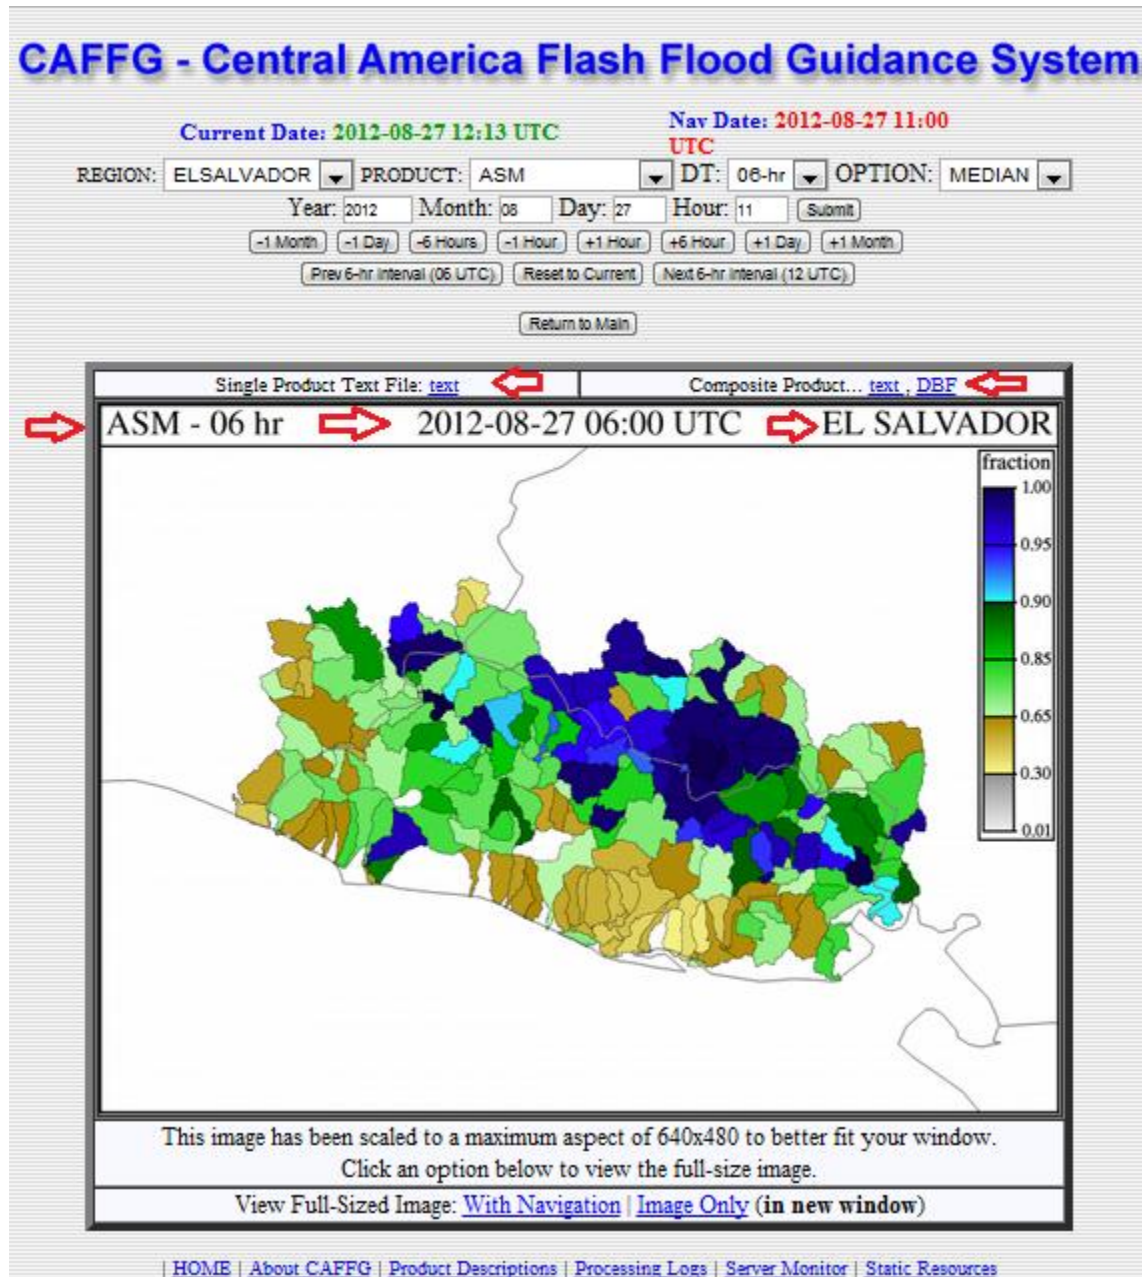 CAFFG - Central America Flash Flood Guidance System
Current Date: 2012-08-27 12:13 UTC
Nav Date: 2012-08-27 11:00
UTC
REGION: ELSALVADOR PRODUCT: ASM DT: 06-hr OPTION: MEDIAN
Year: 2012 Month: 08 Day: 27 Hour: 11 Submit
-1 Month -1 Day -6 Hours -1 Hour +1 Hour +6 Hour +1 Day +1 Month
Prev 6-hr Interval (06 UTC) Reset to Current Next 6-hr Interval (12 UTC)
Return to Main
Single Product Text File: text
Composite Product... text , DBF
ASM - 06 hr 2012-08-27 06:00 UTC EL SALVADOR
fraction
1.00
0.95
0.90
0.85
0.65
0.30
0.01
This image has been scaled to a maximum aspect of 640x480 to better fit your window.
Click an option below to view the full-size image.
View Full-Sized Image: With Navigation | Image Only (in new window)
| HOME | About CAFFG | Product Descriptions | Processing Logs | Server Monitor | Static Resources